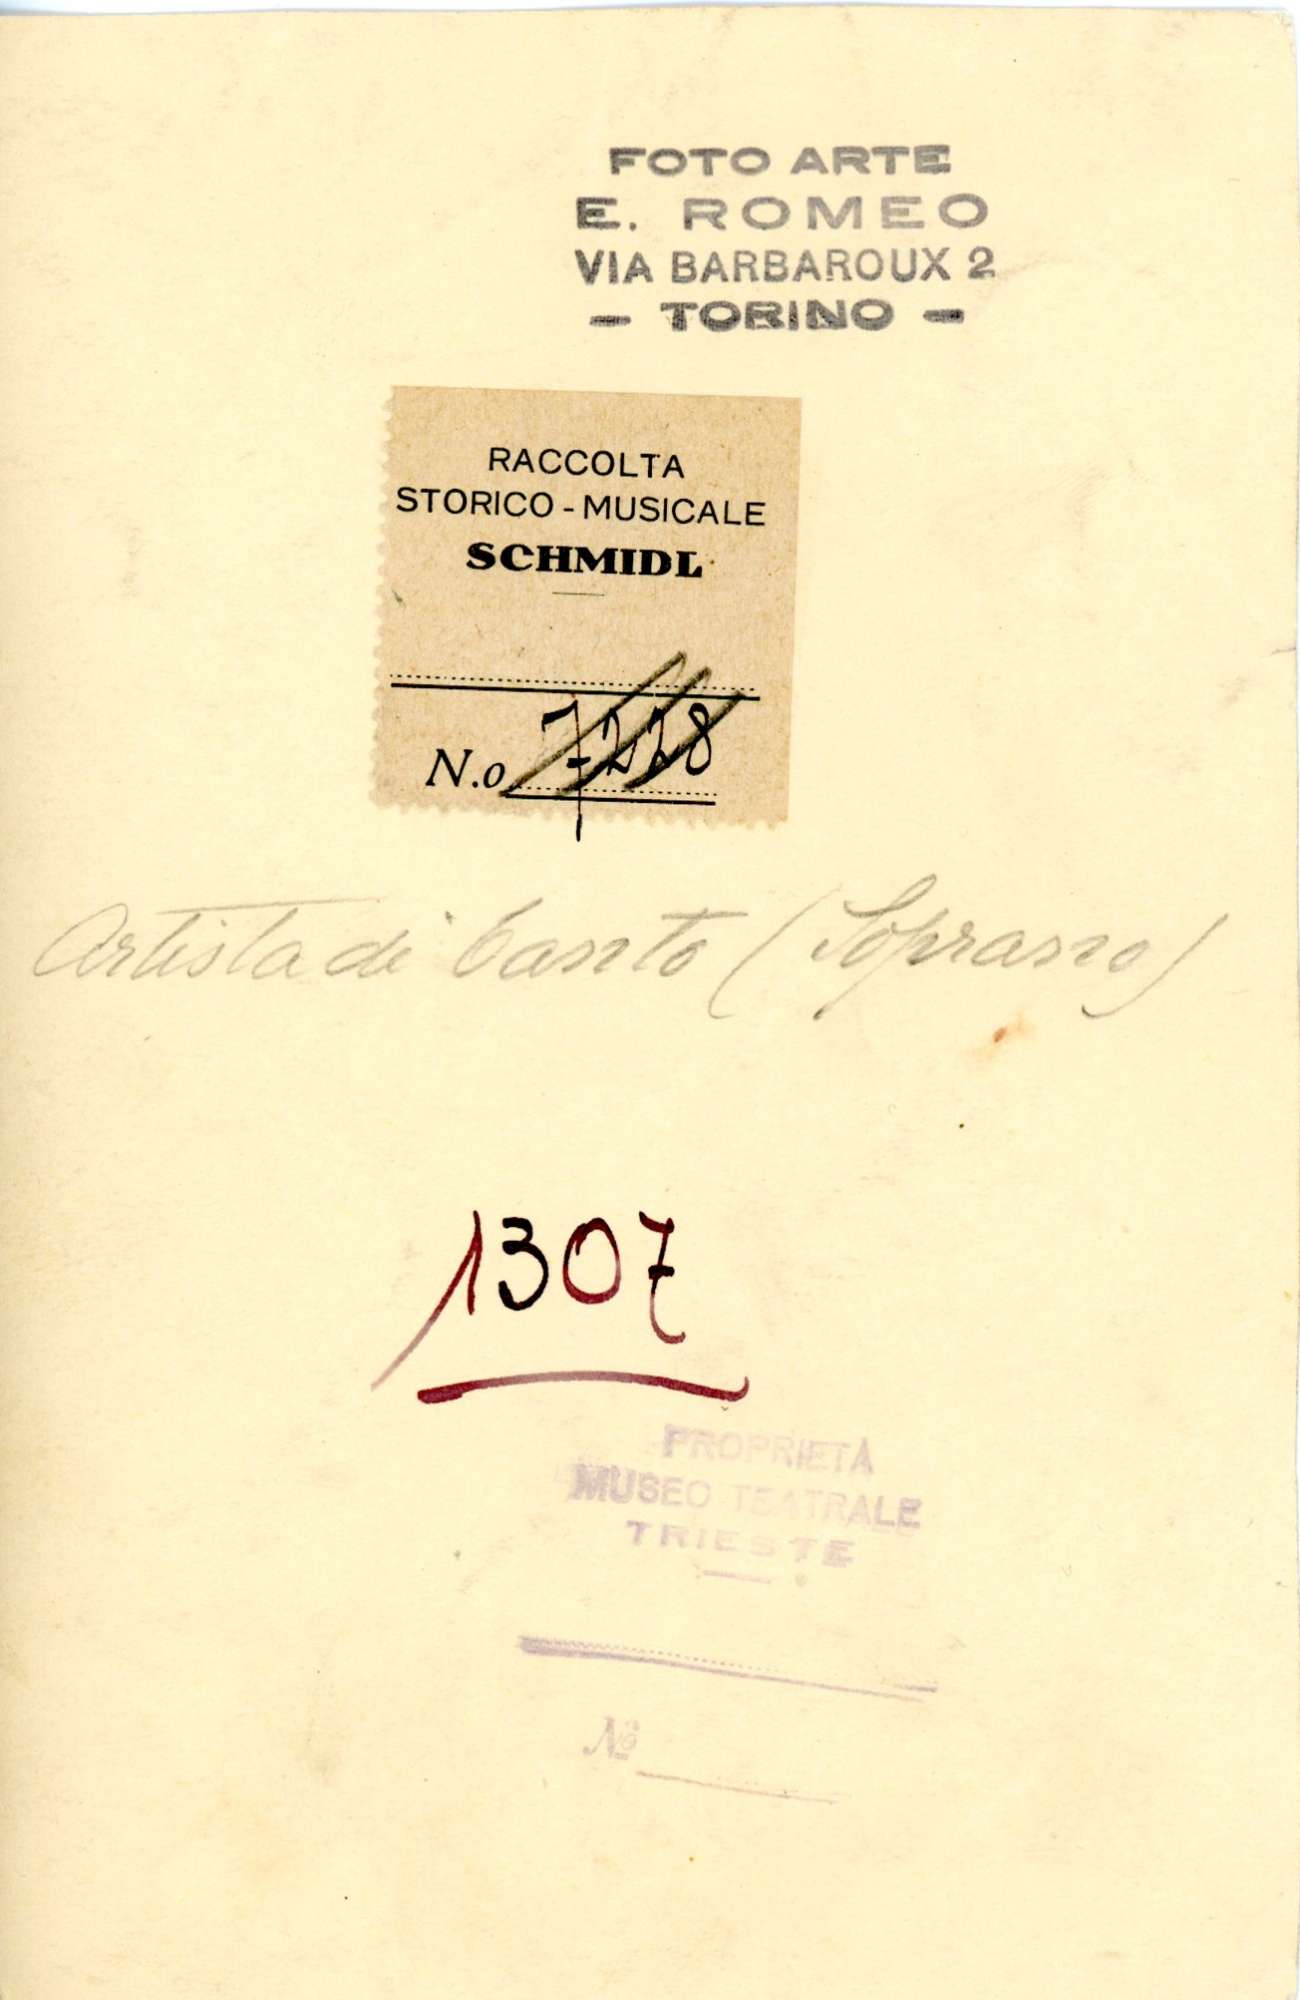 FOTO ARTE
E. ROMEO
VIA BARBAROUX 2
- TORINO -
RACCOLTA
STORICO - MUSICALE
SCHMIDL
N.o 7228
Artista di Canto (Soprano)
1307
PROPRIETÀ
MUSEO TEATRALE
TRIESTE
No